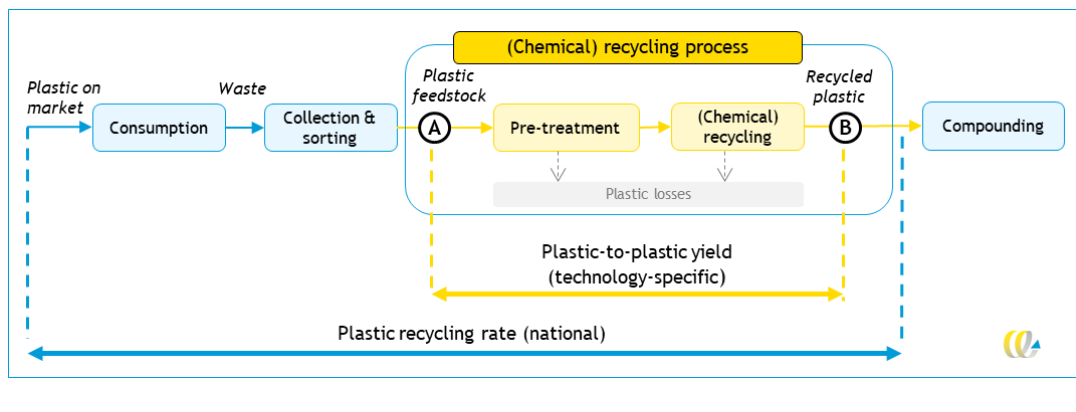 (Chemical) recycling process
Plastic on
market
Waste
Plastic
feedstock
Recycled
plastic
Consumption
Collection &
sorting
A
Pre-treatment
(Chemical)
recycling
B
Compounding
Plastic losses
Plastic-to-plastic yield
(technology-specific)
Plastic recycling rate (national)